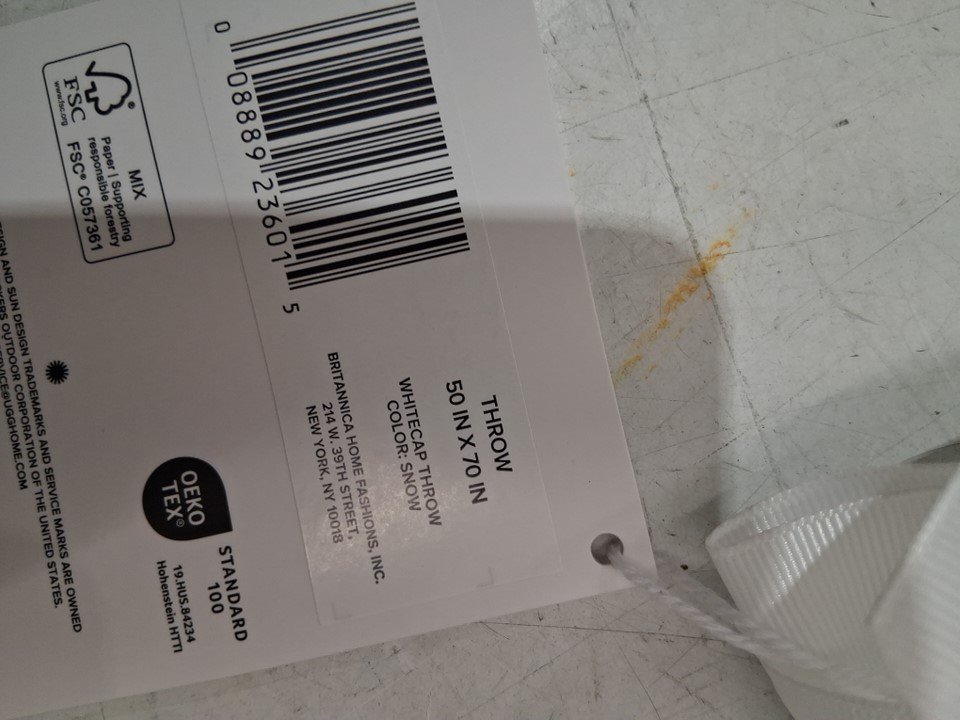 THROW
50 IN X 70 IN
WHITECAP THROW
COLOR: SNOW
BRITANNICA HOME FASHIONS, INC.
214 W. 39TH STREET,
NEW YORK, NY 10018
0 08889 23601 5
MIX
Paper | Supporting
responsible forestry
FSC® C057361
FSC
www.fsc.org
OEKO
TEX®
STANDARD
100
19.HUS.84234
Hohenstein HTTI
AND SUN DESIGN TRADEMARKS AND SERVICE MARKS ARE OWNED
OUTDOOR CORPORATION OF THE UNITED STATES.